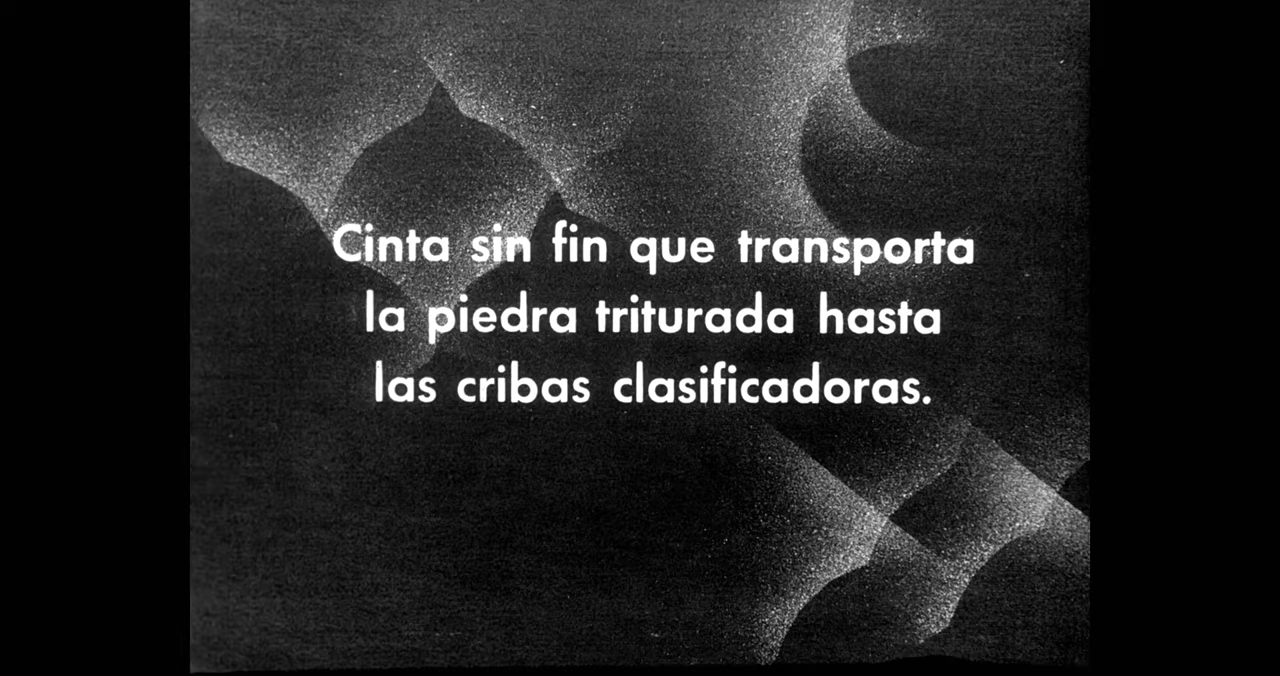 Cinta sin fin que transporta
la piedra triturada hasta
las cribas clasificadoras.